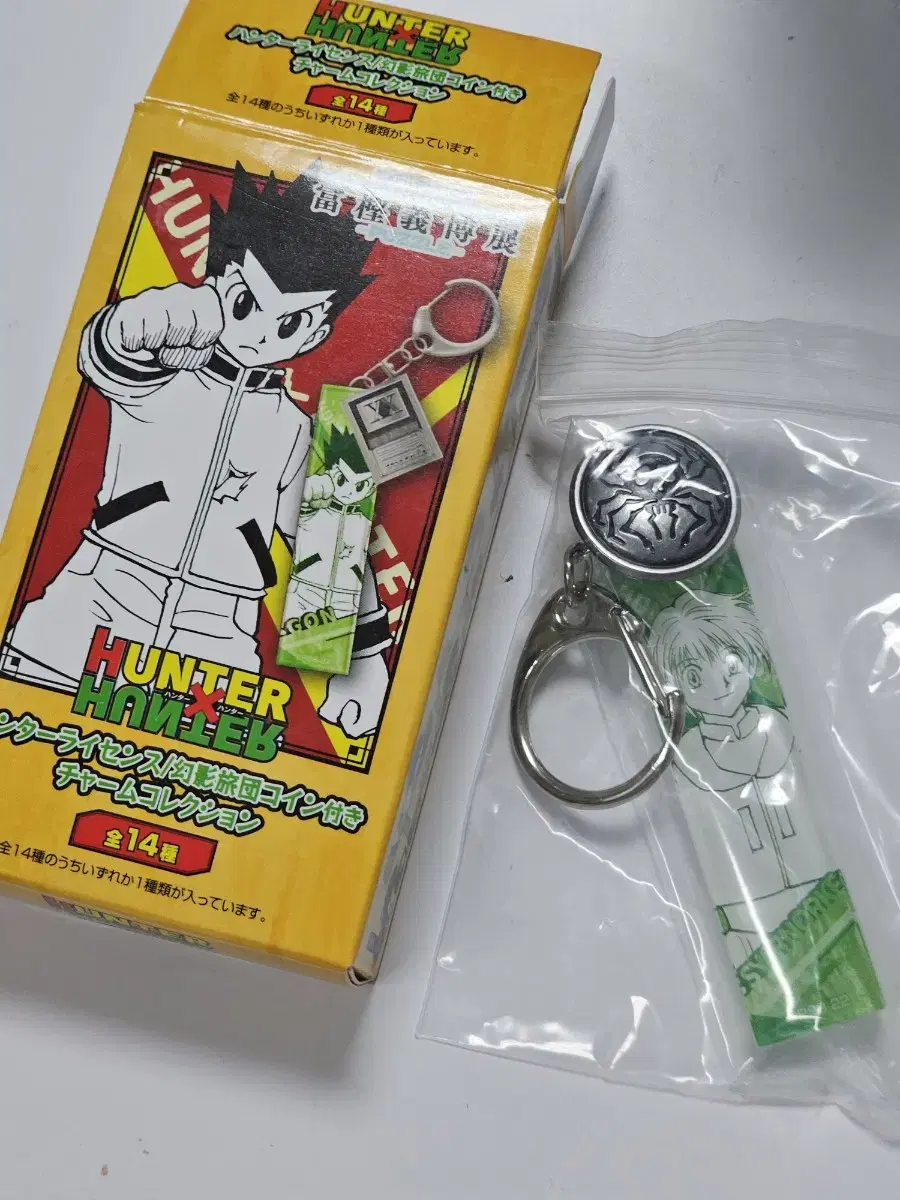 HUNTER
×
HUNTER
ハンターライセンス/幻影旅団コイン付き
チャームコレクション
全14種
全14種のうちいずれか1種類が入っています。
冨樫義博展
HUN
GON
HUNTER
ハンター×ハンター
HUNTER
ンターライセンス/幻影旅団コイン付き
チャームコレクション
全14種
全14種のうちいずれか1種類が入っています。
HUNTER